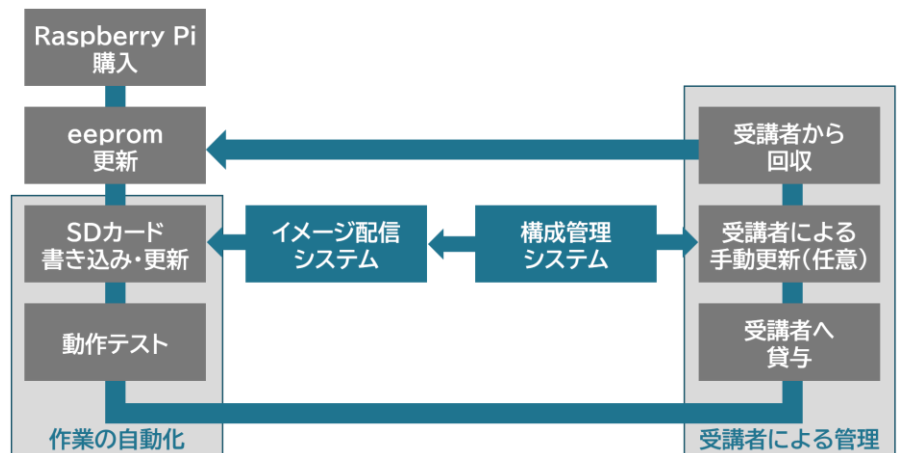 Raspberry Pi
購入
eeprom
更新
受講者から
回収
SDカード
書き込み・更新
イメージ配信
システム
構成管理
システム
受講者による
手動更新(任意)
動作テスト
受講者へ
貸与
作業の自動化
受講者による管理